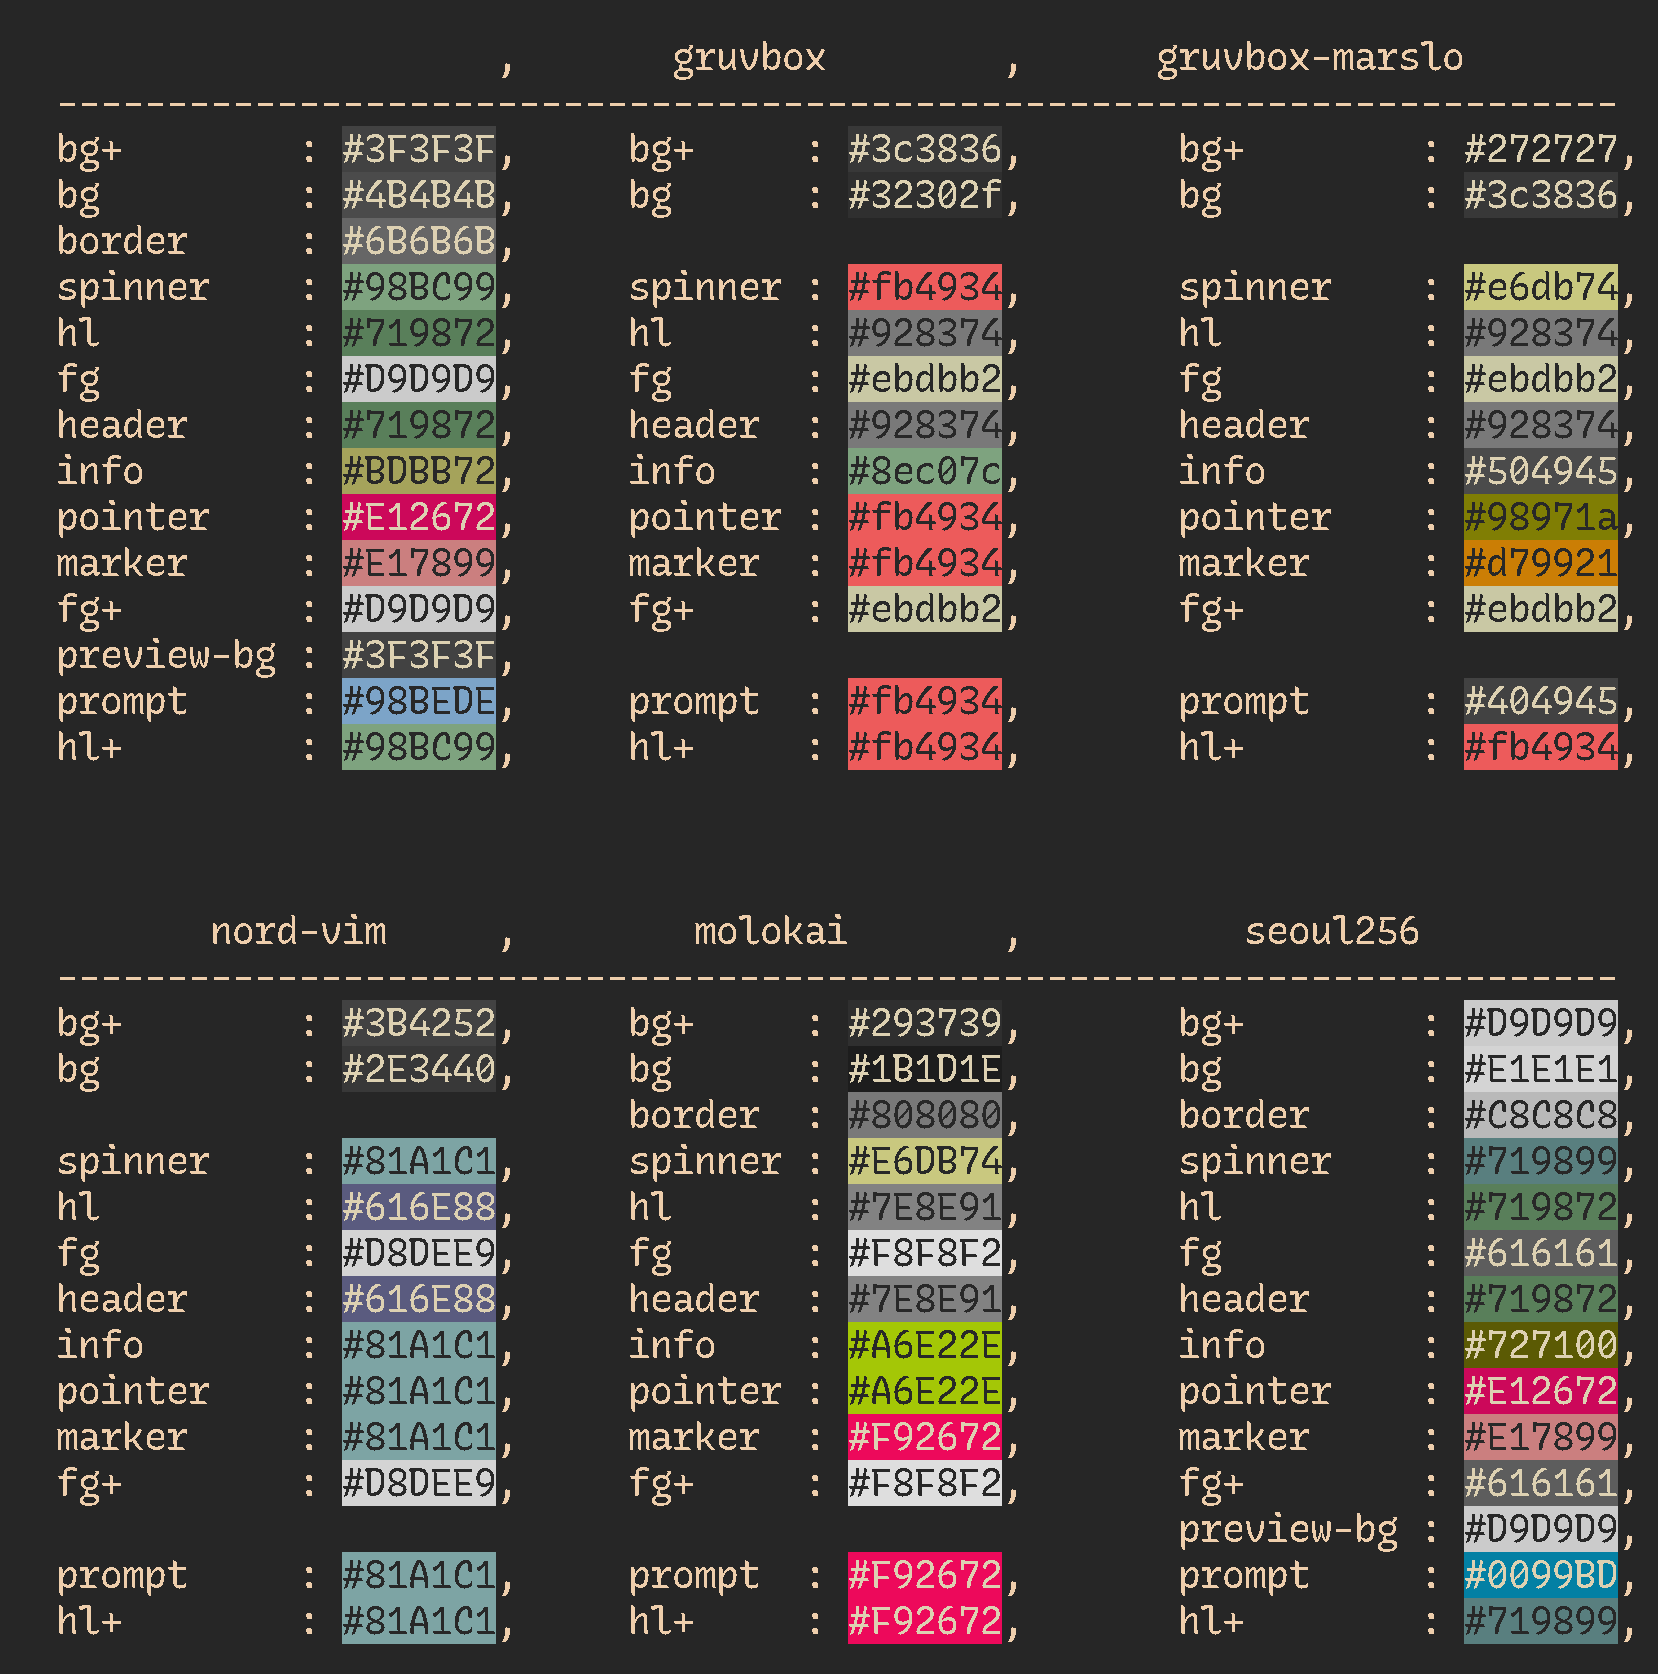 , gruvbox , gruvbox-marslo
------------------------------------------------------------------------
bg+ : #3F3F3F, bg+ : #3c3836, bg+ : #272727,
bg : #4B4B4B, bg : #32302f, bg : #3c3836,
border : #6B6B6B,
spinner : #98BC99, spinner : #fb4934, spinner : #e6db74,
hl : #719872, hl : #928374, hl : #928374,
fg : #D9D9D9, fg : #ebdbb2, fg : #ebdbb2,
header : #719872, header : #928374, header : #928374,
info : #BDBB72, info : #8ec07c, info : #504945,
pointer : #E12672, pointer : #fb4934, pointer : #98971a,
marker : #E17899, marker : #fb4934, marker : #d79921
fg+ : #D9D9D9, fg+ : #ebdbb2, fg+ : #ebdbb2,
preview-bg : #3F3F3F,
prompt : #98BEDE, prompt : #fb4934, prompt : #404945,
hl+ : #98BC99, hl+ : #fb4934, hl+ : #fb4934,
nord-vim , molokai , seoul256
------------------------------------------------------------------------
bg+ : #3B4252, bg+ : #293739, bg+ : #D9D9D9,
bg : #2E3440, bg : #1B1D1E, bg : #E1E1E1,
border : #808080, border : #C8C8C8,
spinner : #81A1C1, spinner : #E6DB74, spinner : #719899,
hl : #616E88, hl : #7E8E91, hl : #719872,
fg : #D8DEE9, fg : #F8F8F2, fg : #616161,
header : #616E88, header : #7E8E91, header : #719872,
info : #81A1C1, info : #A6E22E, info : #727100,
pointer : #81A1C1, pointer : #A6E22E, pointer : #E12672,
marker : #81A1C1, marker : #F92672, marker : #E17899,
fg+ : #D8DEE9, fg+ : #F8F8F2, fg+ : #616161,
preview-bg : #D9D9D9,
prompt : #81A1C1, prompt : #F92672, prompt : #0099BD,
hl+ : #81A1C1, hl+ : #F92672, hl+ : #719899,